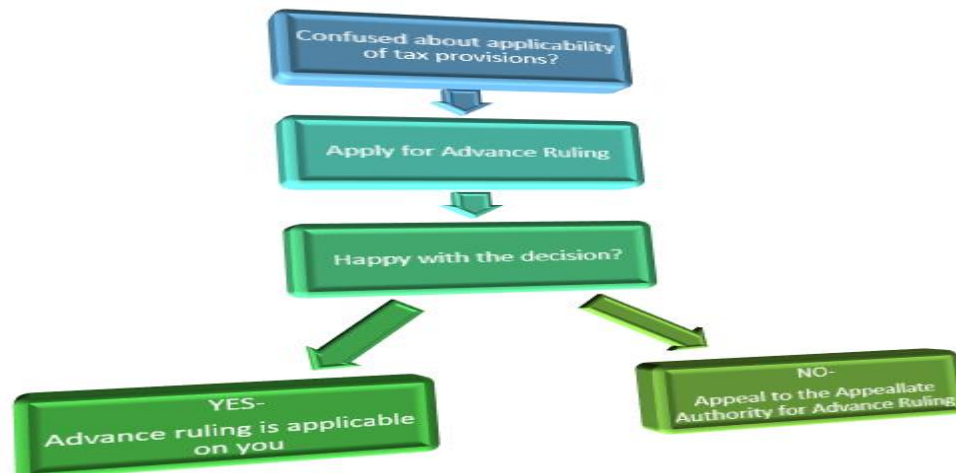 Confused about applicability
of tax provisions?
Apply for Advance Ruling
Happy with the decision?
YES-
Advance ruling is applicable
on you
NO-
Appeal to the Appeallate
Authority for Advance Ruling